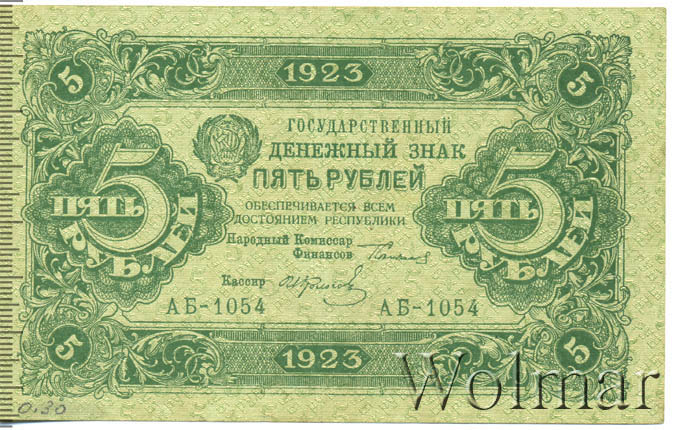 5 1923 5
ГОСУДАРСТВЕННЫЙ
ДЕНЕЖНЫЙ ЗНАК
ПЯТЬ РУБЛЕЙ
ОБЕСПЕЧИВАЕТСЯ ВСЕМ
ДОСТОЯНИЕМ РЕСПУБЛИКИ.
5 5
ПЯТЬ ПЯТЬ
РУБЛЕЙ РУБЛЕЙ
Народный Комиссар
Финансов
Кассир
АБ-1054 АБ-1054
5 1923 5
Wolmar
0.30